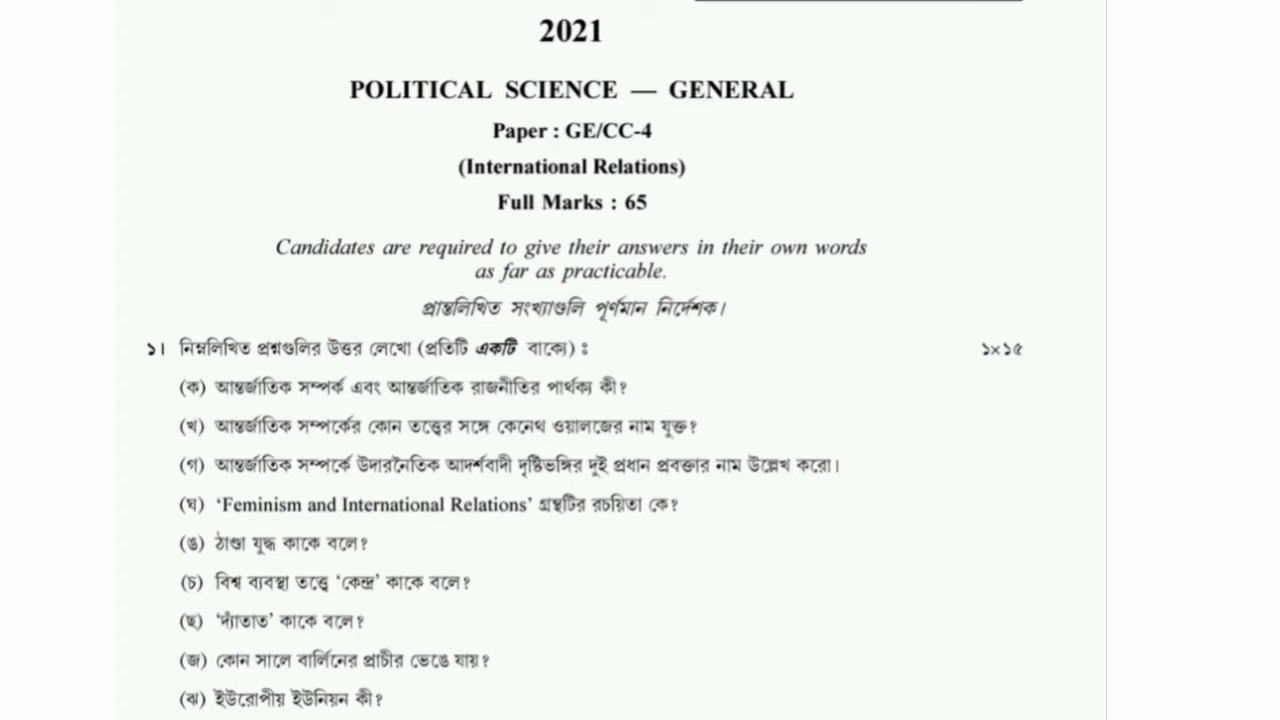 2021
POLITICAL SCIENCE — GENERAL
Paper : GE/CC-4
(International Relations)
Full Marks : 65
Candidates are required to give their answers in their own words
as far as practicable.
প্রান্তলিখিত সংখ্যাগুলি পূর্ণমান নির্দেশক।
১। নিম্নলিখিত প্রশ্নগুলির উত্তর লেখো (প্রতিটি একটি বাক্যে) ঃ ১×১৫
(ক) আন্তর্জাতিক সম্পর্ক এবং আন্তর্জাতিক রাজনীতির পার্থক্য কী?
(খ) আন্তর্জাতিক সম্পর্কের কোন তত্ত্বের সঙ্গে কেনেথ ওয়ালজের নাম যুক্ত?
(গ) আন্তর্জাতিক সম্পর্কে উদারনৈতিক আদর্শবাদী দৃষ্টিভঙ্গির দুই প্রধান প্রবক্তার নাম উল্লেখ করো।
(ঘ) ‘Feminism and International Relations’ গ্রন্থটির রচয়িতা কে?
(ঙ) ঠাণ্ডা যুদ্ধ কাকে বলে?
(চ) বিশ্ব ব্যবস্থা তত্ত্বে ‘কেন্দ্র’ কাকে বলে?
(ছ) ‘দ্যাঁতাত’ কাকে বলে?
(জ) কোন সালে বার্লিনের প্রাচীর ভেঙে যায়?
(ঝ) ইউরোপীয় ইউনিয়ন কী?